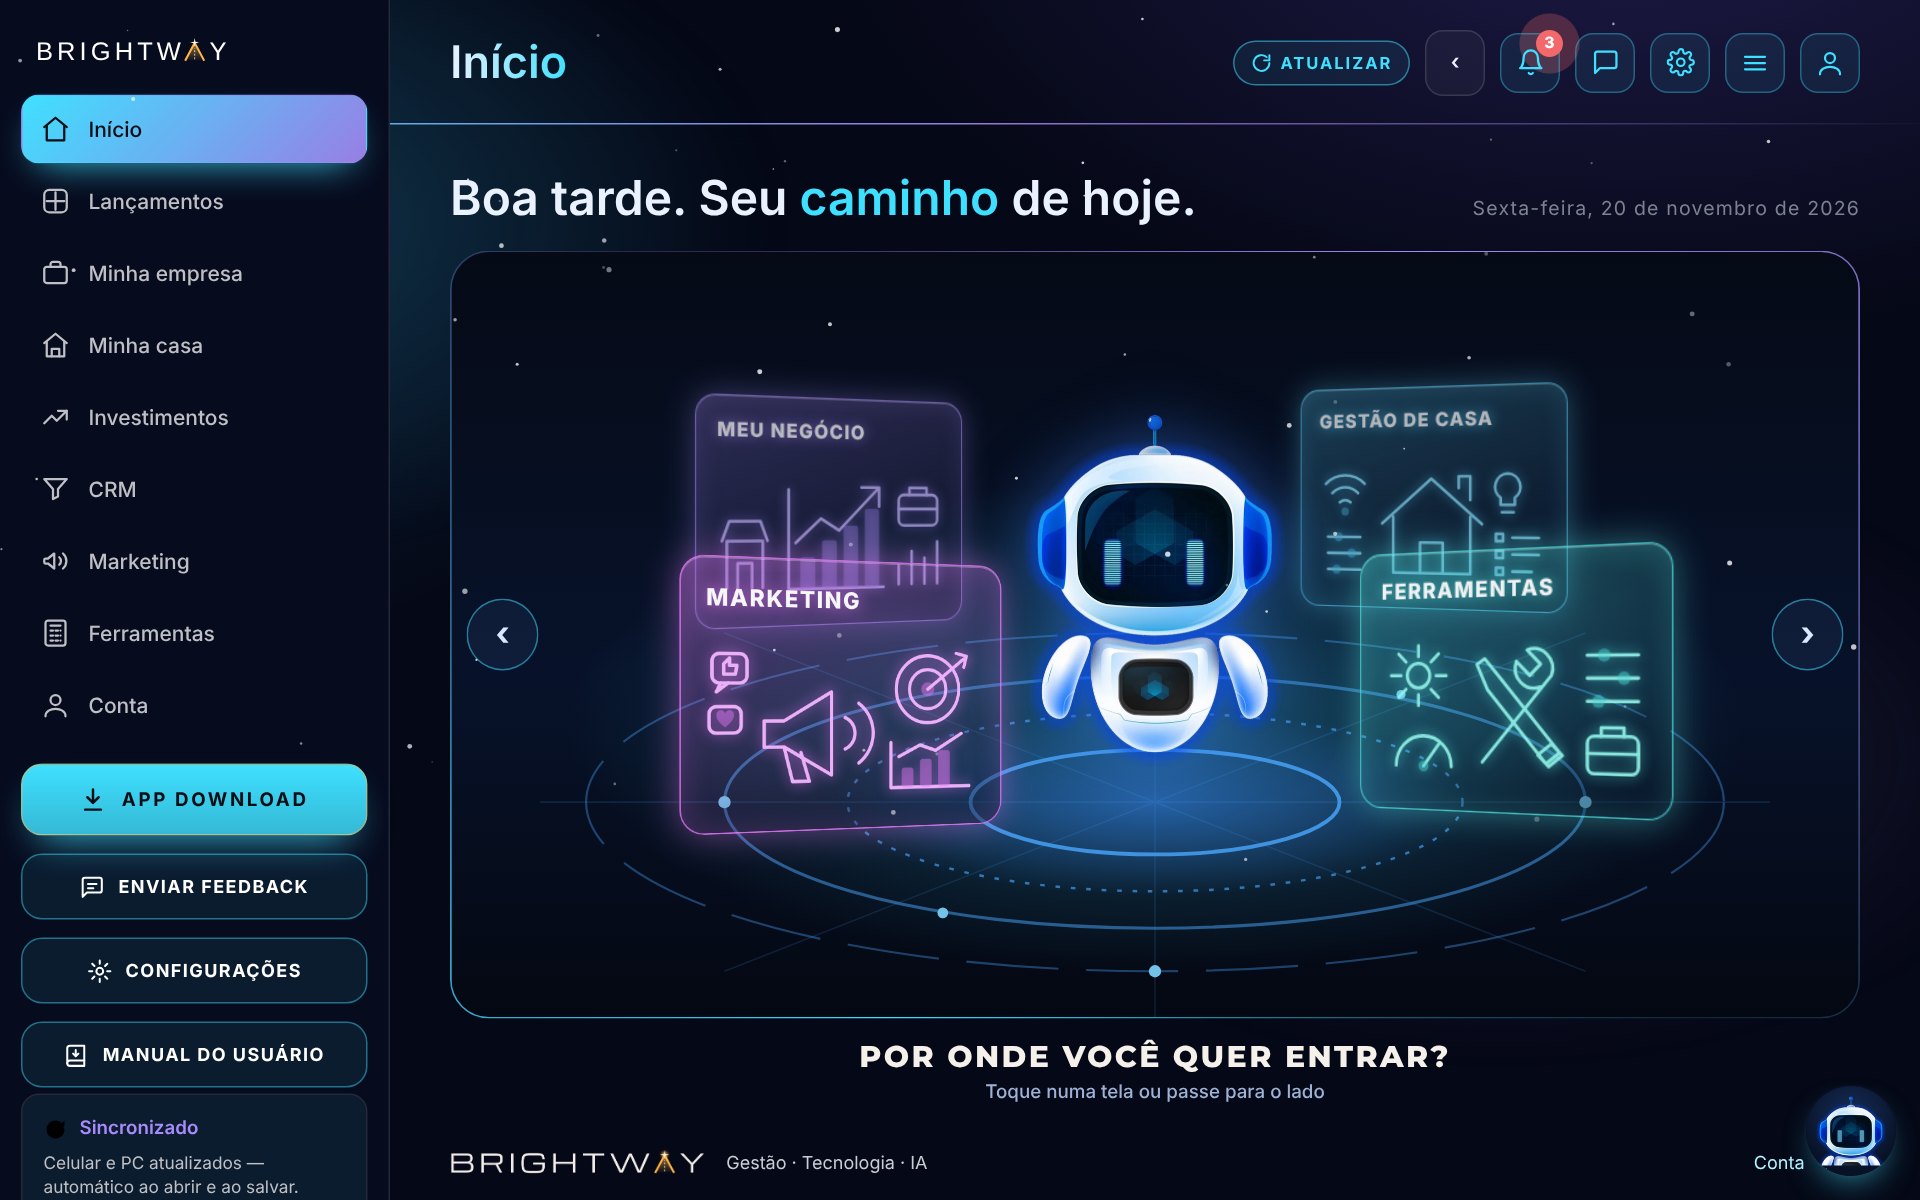 BRIGHTWAY
Início
Lançamentos
Minha empresa
Minha casa
Investimentos
CRM
Marketing
Ferramentas
Conta
APP DOWNLOAD
ENVIAR FEEDBACK
CONFIGURAÇÕES
MANUAL DO USUÁRIO
Sincronizado
Celular e PC atualizados —
automático ao abrir e ao salvar.
Início
ATUALIZAR
3
Boa tarde. Seu caminho de hoje.
Sexta-feira, 20 de novembro de 2026
MEU NEGÓCIO
GESTÃO DE CASA
MARKETING
FERRAMENTAS
POR ONDE VOCÊ QUER ENTRAR?
Toque numa tela ou passe para o lado
BRIGHTWAY
Gestão · Tecnologia · IA
Conta